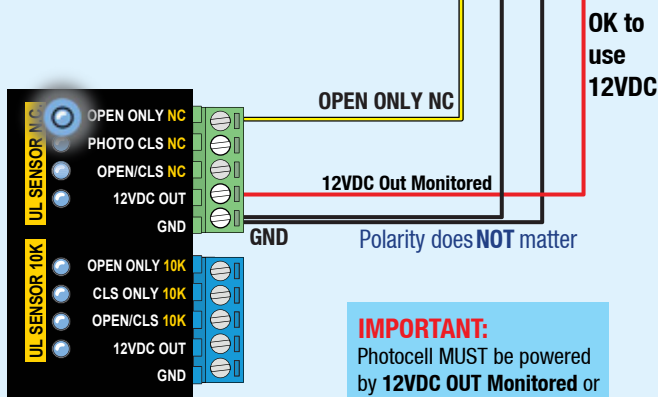 OK to
use
12VDC
OPEN ONLY NC
UL SENSOR N.C.
OPEN ONLY NC
PHOTO CLS NC
OPEN/CLS NC
12VDC OUT
GND
12VDC Out Monitored
GND
Polarity does NOT matter
UL SENSOR 10K
OPEN ONLY 10K
CLS ONLY 10K
OPEN/CLS 10K
12VDC OUT
GND
IMPORTANT:
Photocell MUST be powered
by 12VDC OUT Monitored or